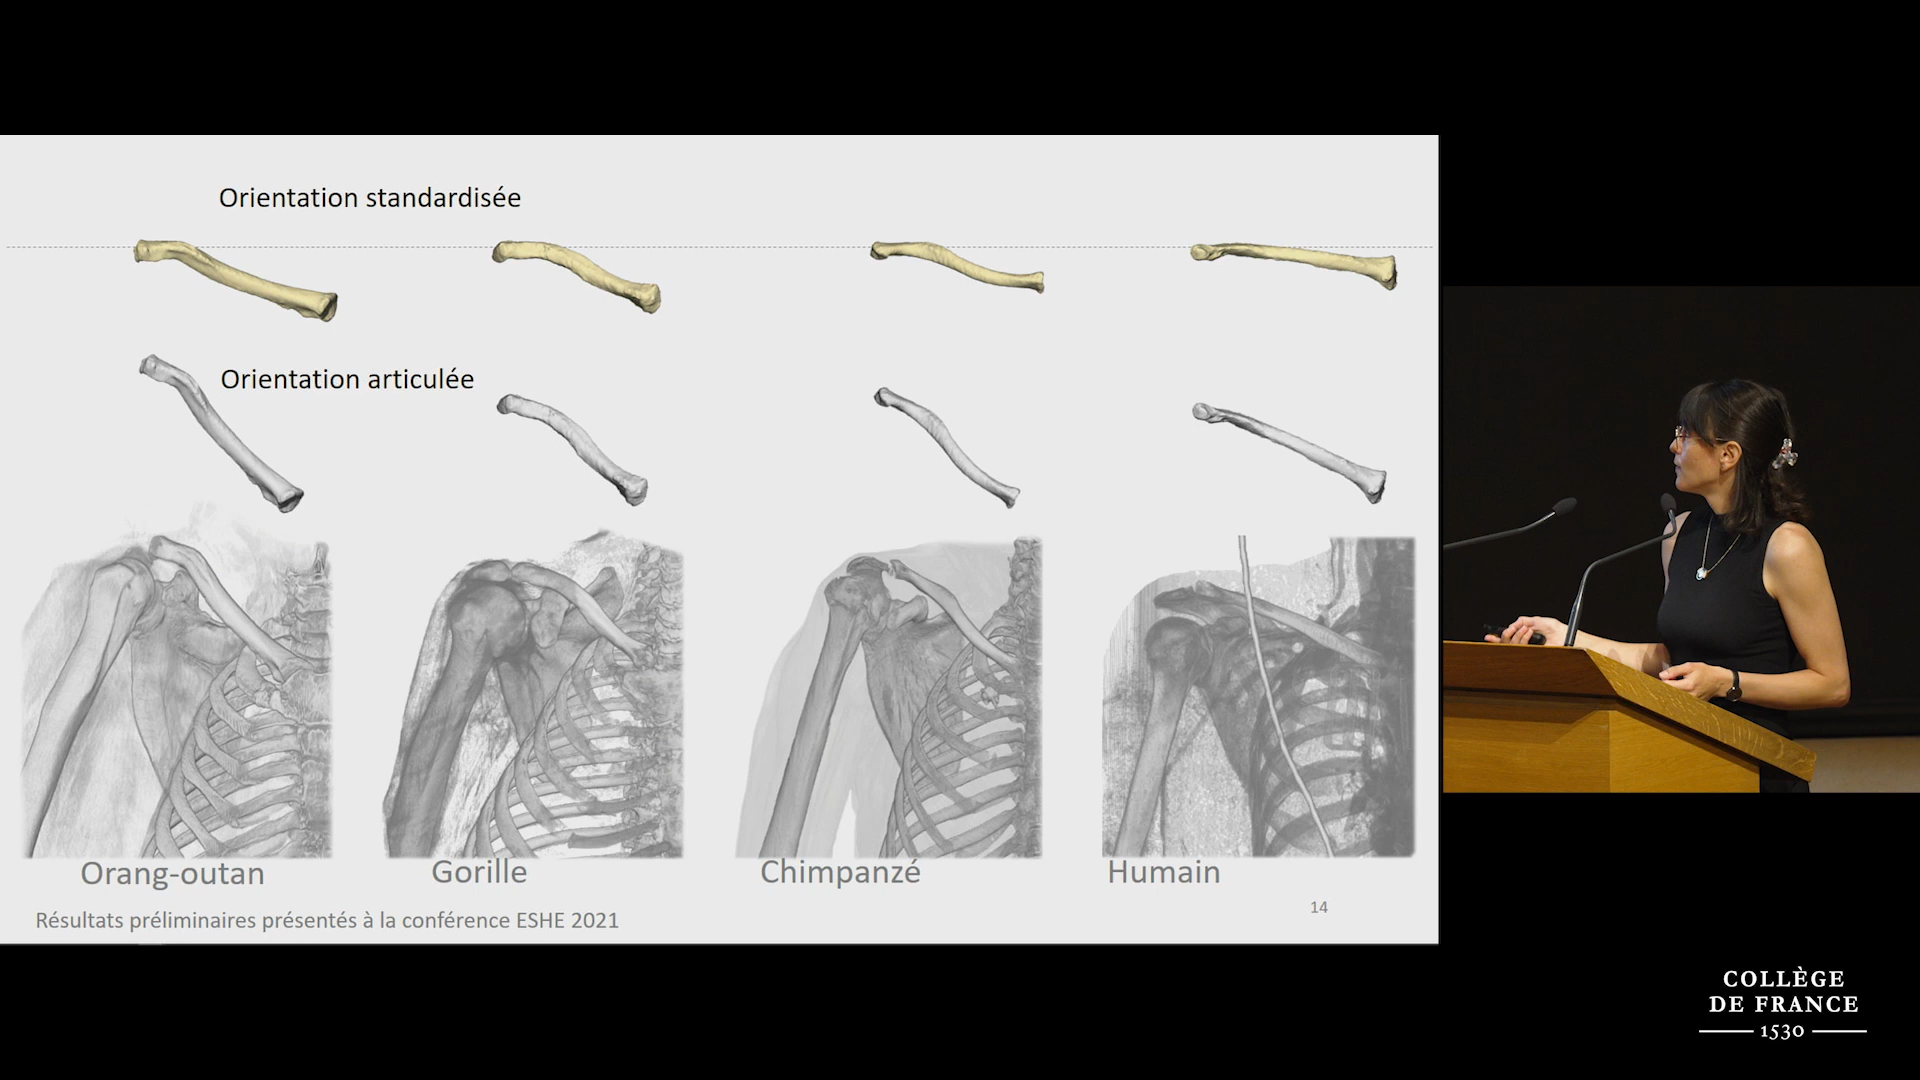 Orientation standardisée
Orientation articulée
Orang-outan
Gorille
Chimpanzé
Humain
Résultats préliminaires présentés à la conférence ESHE 2021
14
COLLÈGE
DE FRANCE
1530